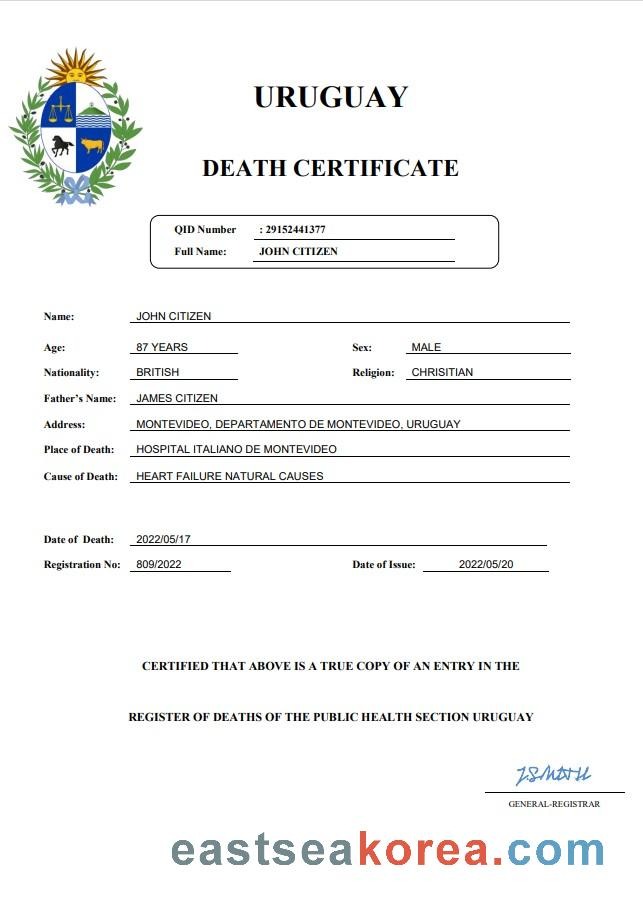 URUGUAY
DEATH CERTIFICATE
QID Number : 29152441377
Full Name: JOHN CITIZEN
Name: JOHN CITIZEN
Age: 87 YEARS Sex: MALE
Nationality: BRITISH Religion: CHRISITIAN
Father's Name: JAMES CITIZEN
Address: MONTEVIDEO, DEPARTAMENTO DE MONTEVIDEO, URUGUAY
Place of Death: HOSPITAL ITALIANO DE MONTEVIDEO
Cause of Death: HEART FAILURE NATURAL CAUSES
Date of Death: 2022/05/17
Registration No: 809/2022 Date of Issue: 2022/05/20
CERTIFIED THAT ABOVE IS A TRUE COPY OF AN ENTRY IN THE
REGISTER OF DEATHS OF THE PUBLIC HEALTH SECTION URUGUAY
GENERAL-REGISTRAR
eastseakorea.com